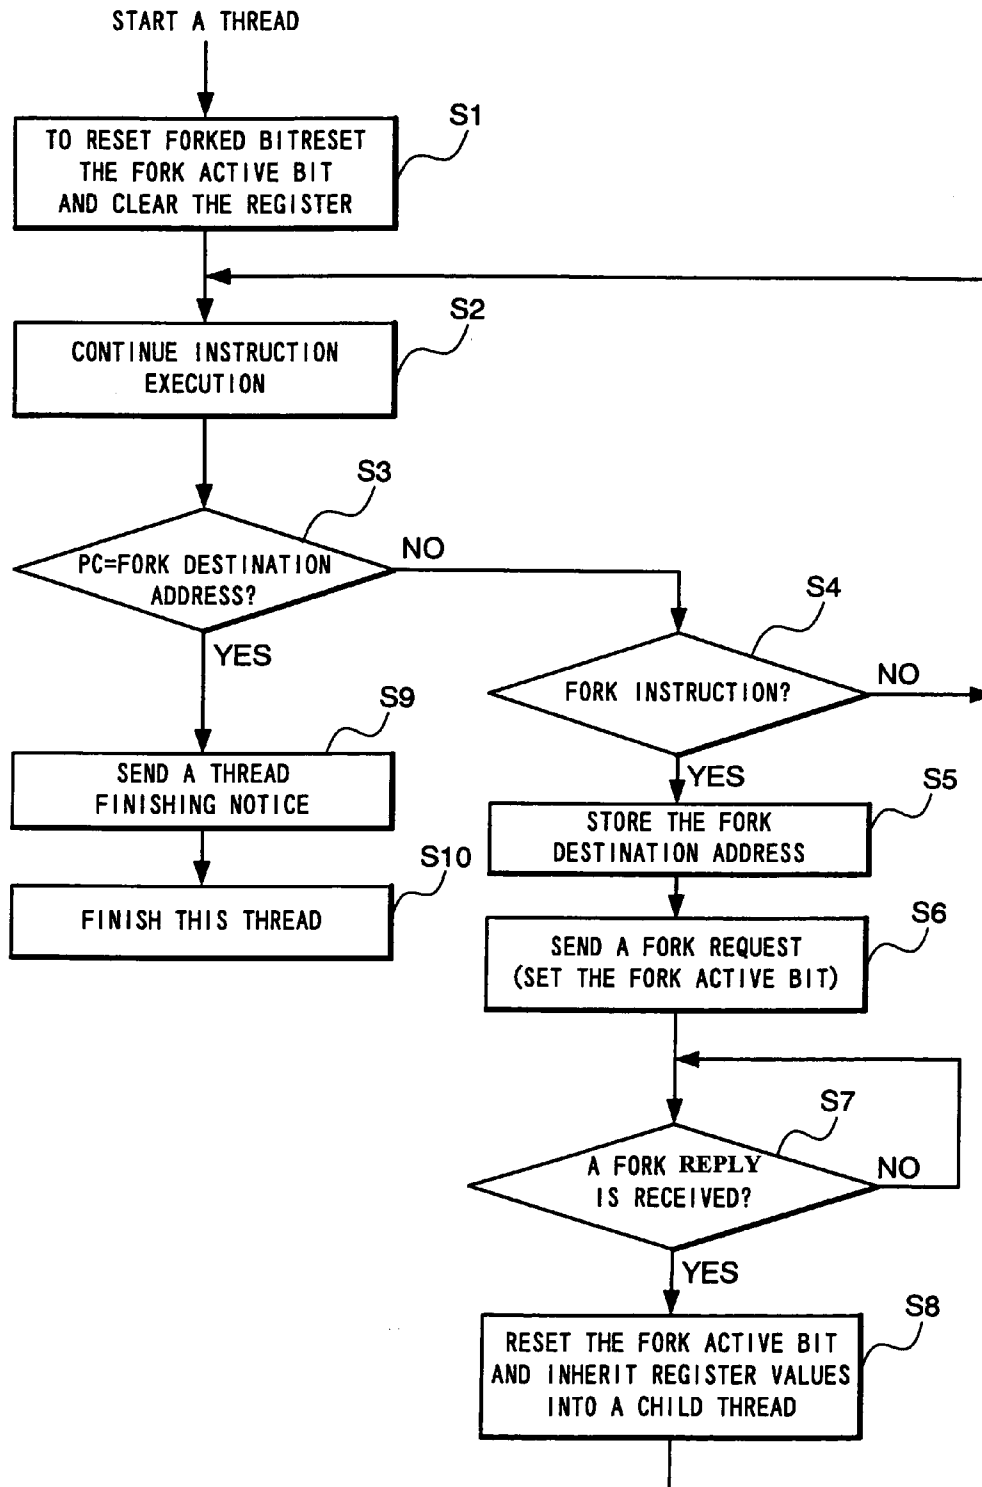 START A THREAD
S1
TO RESET FORKED BITRESET
THE FORK ACTIVE BIT
AND CLEAR THE REGISTER
S2
CONTINUE INSTRUCTION
EXECUTION
S3
PC=FORK DESTINATION
ADDRESS?
NO
YES
S4
FORK INSTRUCTION?
NO
YES
S9
SEND A THREAD
FINISHING NOTICE
S5
STORE THE FORK
DESTINATION ADDRESS
S10
FINISH THIS THREAD
S6
SEND A FORK REQUEST
(SET THE FORK ACTIVE BIT)
S7
A FORK REPLY
IS RECEIVED?
NO
YES
S8
RESET THE FORK ACTIVE BIT
AND INHERIT REGISTER VALUES
INTO A CHILD THREAD